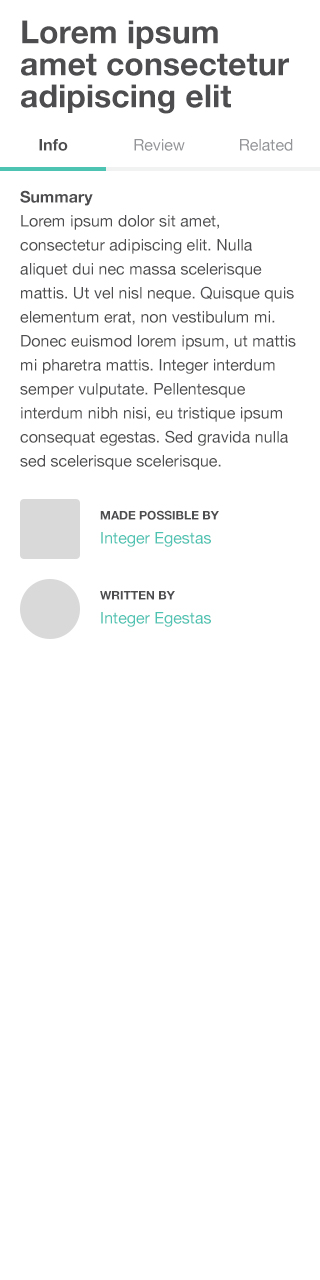 Lorem ipsum
amet consectetur
adipiscing elit
Info Review Related
Summary
Lorem ipsum dolor sit amet,
consectetur adipiscing elit. Nulla
aliquet dui nec massa scelerisque
mattis. Ut vel nisl neque. Quisque quis
elementum erat, non vestibulum mi.
Donec euismod lorem ipsum, ut mattis
mi pharetra mattis. Integer interdum
semper vulputate. Pellentesque
interdum nibh nisi, eu tristique ipsum
consequat egestas. Sed gravida nulla
sed scelerisque scelerisque.
MADE POSSIBLE BY
Integer Egestas
WRITTEN BY
Integer Egestas